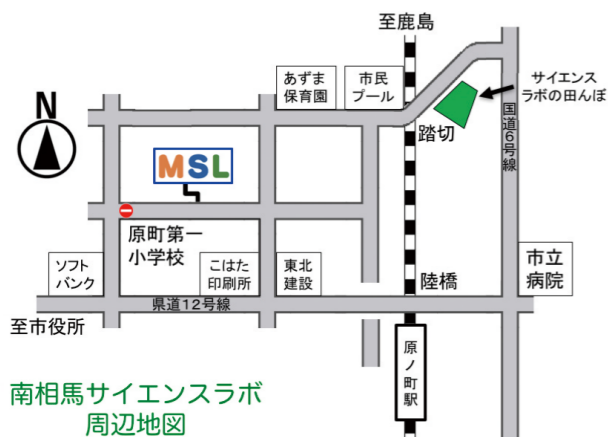 至鹿島
あずま
保育園
市民
プール
サイエンス
ラボの田んぼ
N
踏切
国道6号線
MSL
原町第一
小学校
ソフト
バンク
こはた
印刷所
東北
建設
陸橋
市立
病院
県道12号線
至市役所
原ノ町駅
南相馬サイエンスラボ
周辺地図